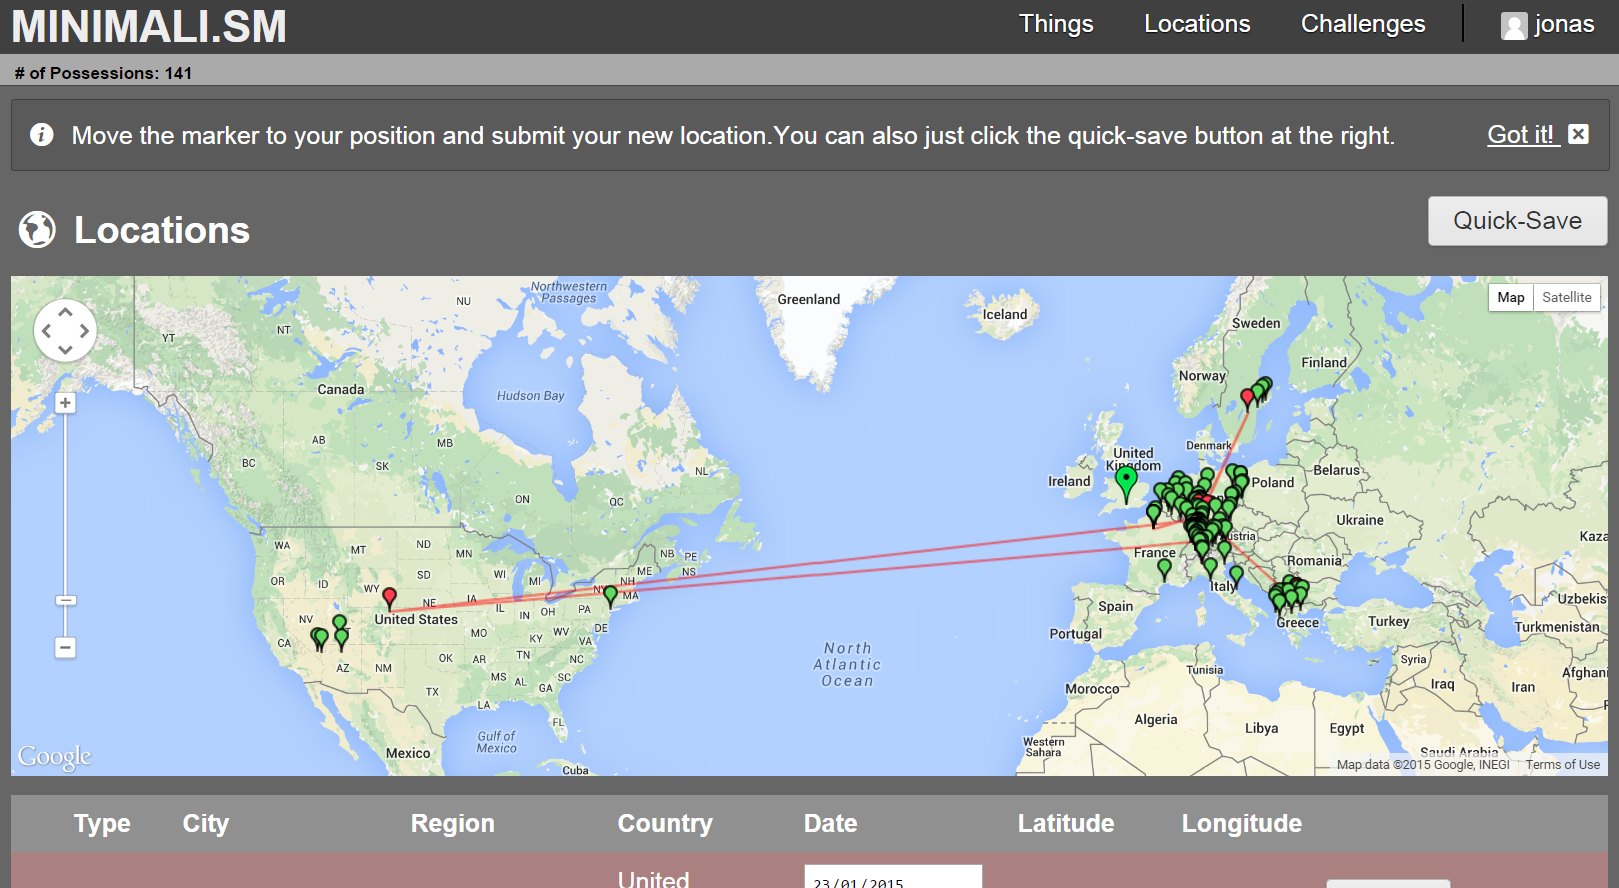 MINIMALI.SM
Things
Locations
Challenges
jonas
# of Possessions: 141
Move the marker to your position and submit your new location.You can also just click the quick-save button at the right.
Got it!
Locations
Quick-Save
Map
Satellite
Northwestern
Passages
Greenland
Iceland
NU
NT
YT
Sweden
Finland
Norway
Canada
Hudson Bay
AB
MB
BC
SK
NL
ON
QC
Denmark
United
Kingdom
Ireland
Poland
Belarus
Ukraine
Kaza
WA
MT
ND
MN
NB
PE
ME
NS
OR
ID
WY
SD
WI
MI
NH
MA
NE
IA
IL
IN
OH
PA
France
Austria
Romania
Italy
Uzbekis
NV
United States
CA
MO
KY
WV
VA
DE
Spain
Portugal
Greece
Turkey
Turkmenistan
AZ
NM
OK
AR
TN
NC
North
Atlantic
Ocean
Tunisia
Syria
Iraq
Iran
Afghani
TX
MS
AL
GA
SC
LA
FL
Morocco
Algeria
Libya
Egypt
Gulf of
Mexico
Mexico
Cuba
Western
Sahara
Saudi Arabia
Google
Map data ©2015 Google, INEGI
Terms of Use
Type City Region Country Date Latitude Longitude
United
23/01/2015